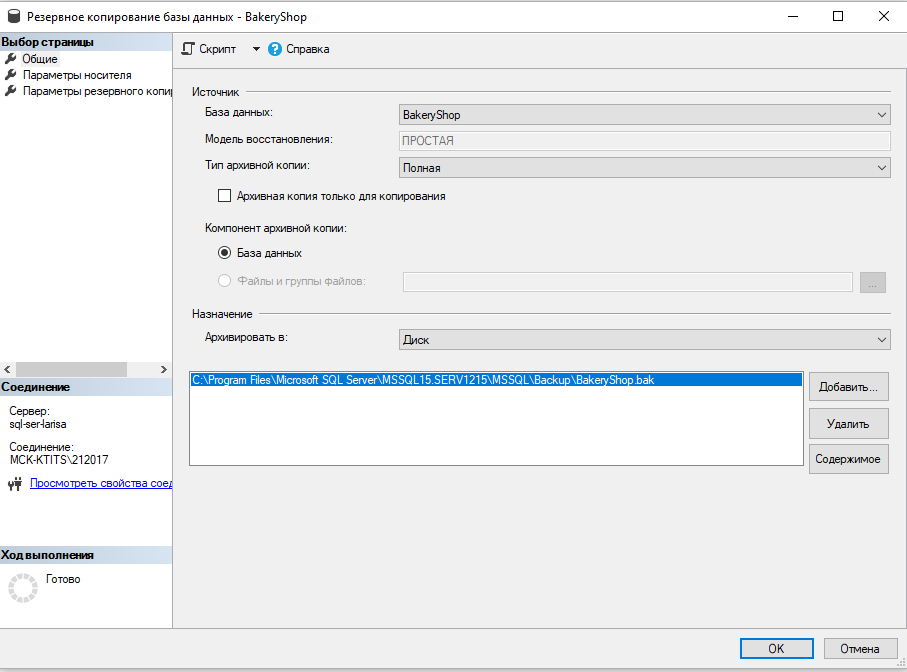 Резервное копирование базы данных - BakeryShop
Выбор страницы
Общие
Параметры носителя
Параметры резервного копир
Скрипт
Справка
Источник
База данных:
BakeryShop
Модель восстановления:
ПРОСТАЯ
Тип архивной копии:
Полная
Архивная копия только для копирования
Компонент архивной копии:
База данных
Файлы и группы файлов:
...
Назначение
Архивировать в:
Диск
C:\Program Files\Microsoft SQL Server\MSSQL15.SERV1215\MSSQL\Backup\BakeryShop.bak
Добавить...
Удалить
Содержимое
Соединение
Сервер:
sql-ser-larisa
Соединение:
MCK-KTITS\212017
Просмотреть свойства соед
Ход выполнения
Готово
OK
Отмена